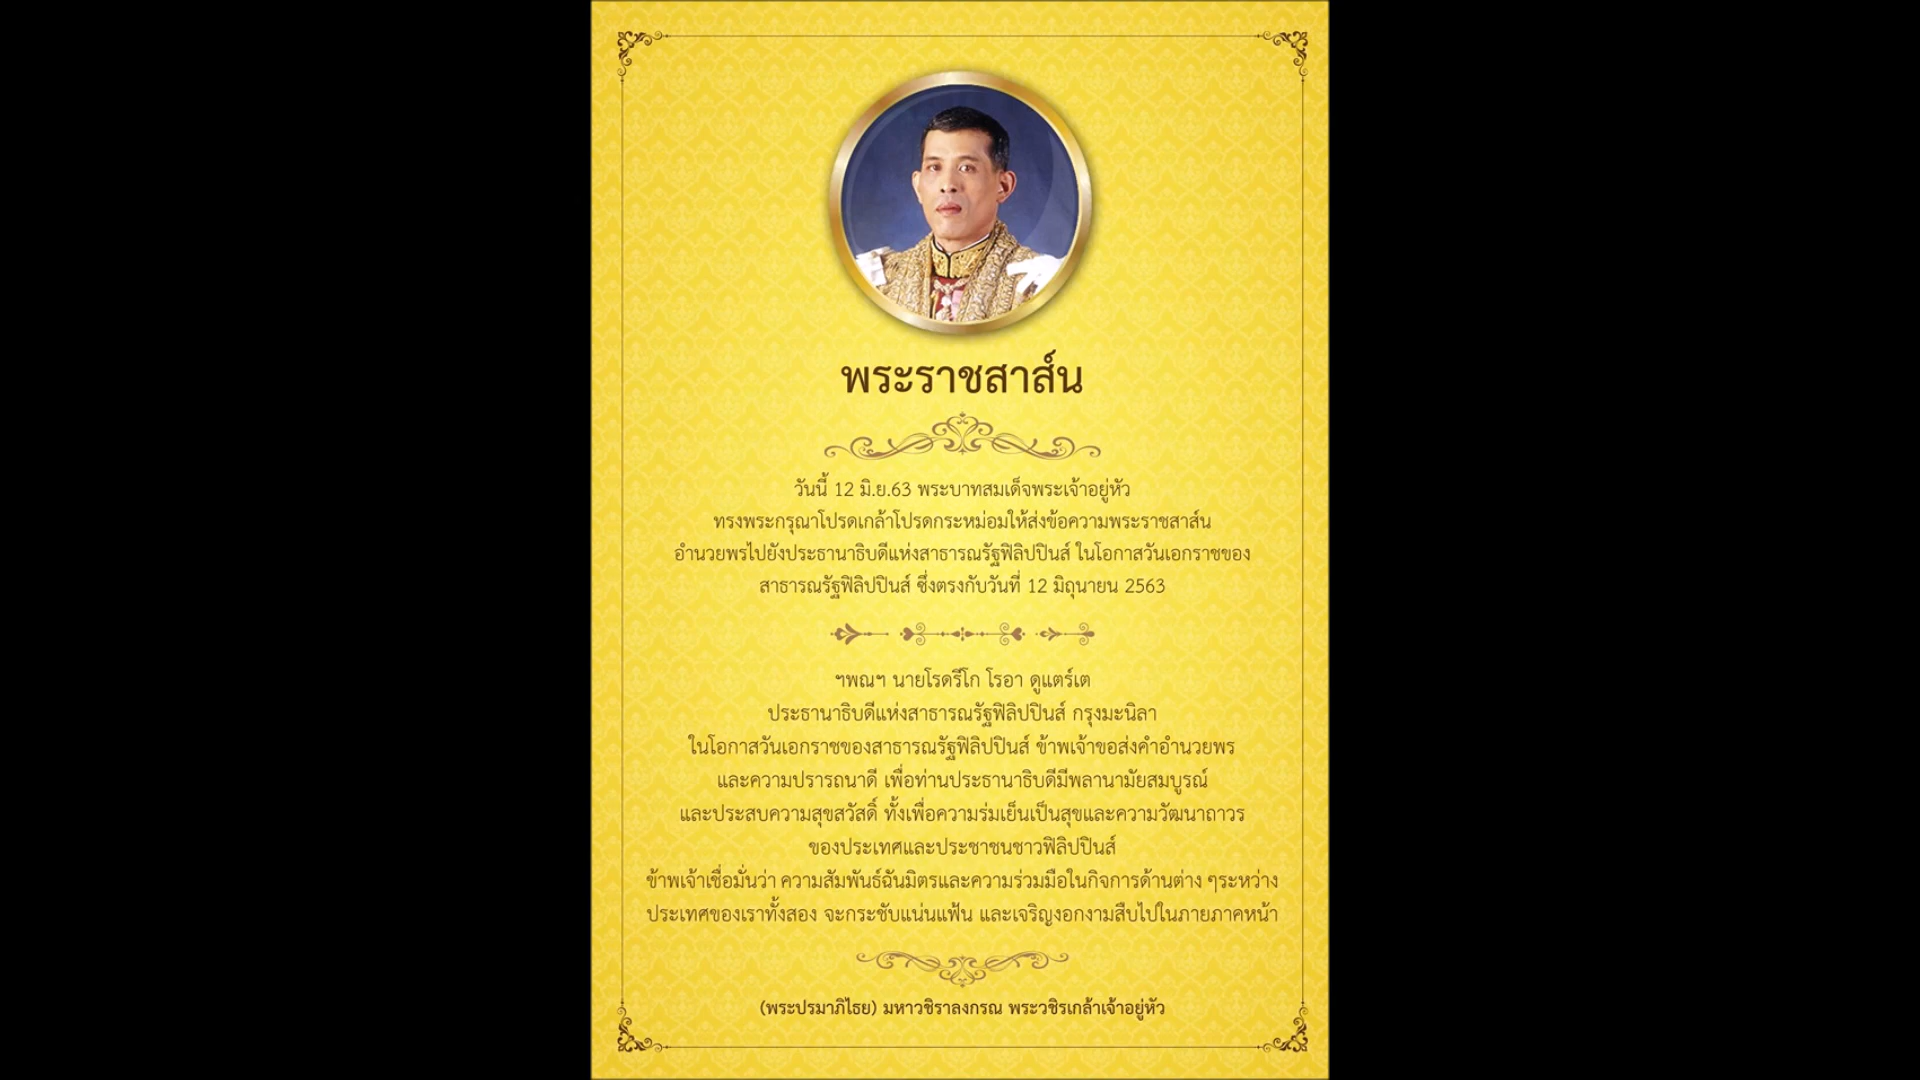 พระราชสาส์น
วันนี้ 12 มิ.ย.63 พระบาทสมเด็จพระเจ้าอยู่หัว
ทรงพระกรุณาโปรดเกล้าโปรดกระหม่อมให้ส่งข้อความพระราชสาส์น
อำนวยพรไปยังประธานาธิบดีแห่งสาธารณรัฐฟิลิปปินส์ ในโอกาสวันเอกราชของ
สาธารณรัฐฟิลิปปินส์ ซึ่งตรงกับวันที่ 12 มิถุนายน 2563
ฯพณฯ นายโรดรีโก โรอา ดูแตร์เต
ประธานาธิบดีแห่งสาธารณรัฐฟิลิปปินส์ กรุงมะนิลา
ในโอกาสวันเอกราชของสาธารณรัฐฟิลิปปินส์ ข้าพเจ้าขอส่งคำอำนวยพร
และความปรารถนาดี เพื่อท่านประธานาธิบดีมีพลานามัยสมบูรณ์
และประสบความสุขสวัสดิ์ ทั้งเพื่อความร่มเย็นเป็นสุขและความวัฒนาถาวร
ของประเทศและประชาชนชาวฟิลิปปินส์
ข้าพเจ้าเชื่อมั่นว่า ความสัมพันธ์ฉันมิตรและความร่วมมือในกิจการด้านต่าง ๆระหว่าง
ประเทศของเราทั้งสอง จะกระชับแน่นแฟ้น และเจริญงอกงามสืบไปในภายภาคหน้า
(พระปรมาภิไธย) มหาวชิราลงกรณ พระวชิรเกล้าเจ้าอยู่หัว